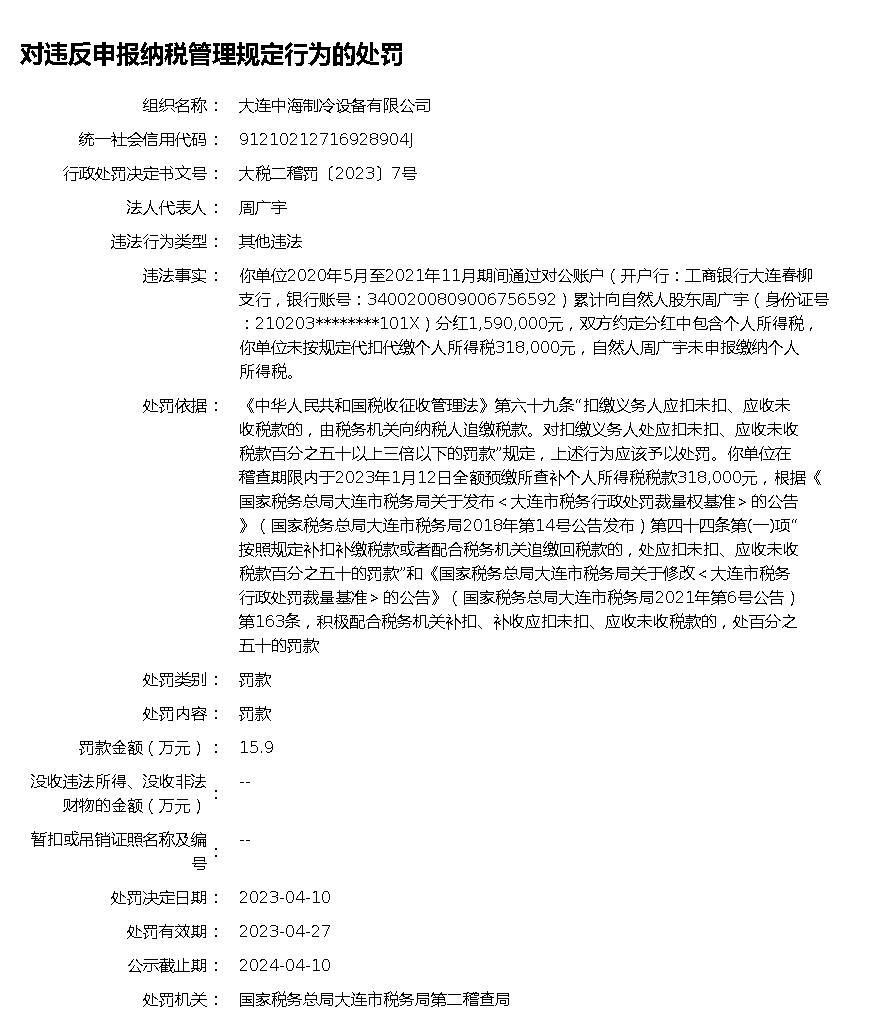 对违反申报纳税管理规定行为的处罚
组织名称： 大连中海制冷设备有限公司
统一社会信用代码： 91210212716928904J
行政处罚决定书文号： 大税二稽罚〔2023〕7号
法人代表人： 周广宇
违法行为类型： 其他违法
违法事实： 你单位2020年5月至2021年11月期间通过对公账户（开户行：工商银行大连春柳
支行，银行账号：3400200809006756592）累计向自然人股东周广宇（身份证号
：210203********101X）分红1,590,000元，双方约定分红中包含个人所得税，
你单位未按规定代扣代缴个人所得税318,000元，自然人周广宇未申报缴纳个人
所得税。
处罚依据： 《中华人民共和国税收征收管理法》第六十九条“扣缴义务人应扣未扣、应收未
收税款的，由税务机关向纳税人追缴税款。对扣缴义务人处应扣未扣、应收未收
税款百分之五十以上三倍以下的罚款”规定，上述行为应该予以处罚。你单位在
稽查期限内于2023年1月12日全额预缴所查补个人所得税税款318,000元，根据《
国家税务总局大连市税务局关于发布＜大连市税务行政处罚裁量权基准＞的公告
》（国家税务总局大连市税务局2018年第14号公告发布）第四十四条第(一)项“
按照规定补扣补缴税款或者配合税务机关追缴回税款的，处应扣未扣、应收未收
税款百分之五十的罚款”和《国家税务总局大连市税务局关于修改＜大连市税务
行政处罚裁量基准＞的公告》（国家税务总局大连市税务局2021年第6号公告）
第163条，积极配合税务机关补扣、补收应扣未扣、应收未收税款的，处百分之
五十的罚款
处罚类别： 罚款
处罚内容： 罚款
罚款金额（万元）： 15.9
没收违法所得、没收非法
财物的金额（万元）： --
暂扣或吊销证照名称及编
号： --
处罚决定日期： 2023-04-10
处罚有效期： 2023-04-27
公示截止期： 2024-04-10
处罚机关： 国家税务总局大连市税务局第二稽查局